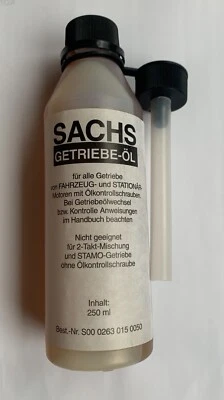 SACHS
GETRIEBE-ÖL
für alle Getriebe
von FAHRZEUG- und STATIONÄR-
Motoren mit Ölkontrollschrauben.
Bei Getriebeölwechsel
bzw. Kontrolle Anweisungen
im Handbuch beachten
Nicht geeignet
für 2-Takt-Mischung
und STAMO-Getriebe
ohne Ölkontrollschraube
Inhalt:
250 ml
Best.-Nr. S00 0263 015 0050